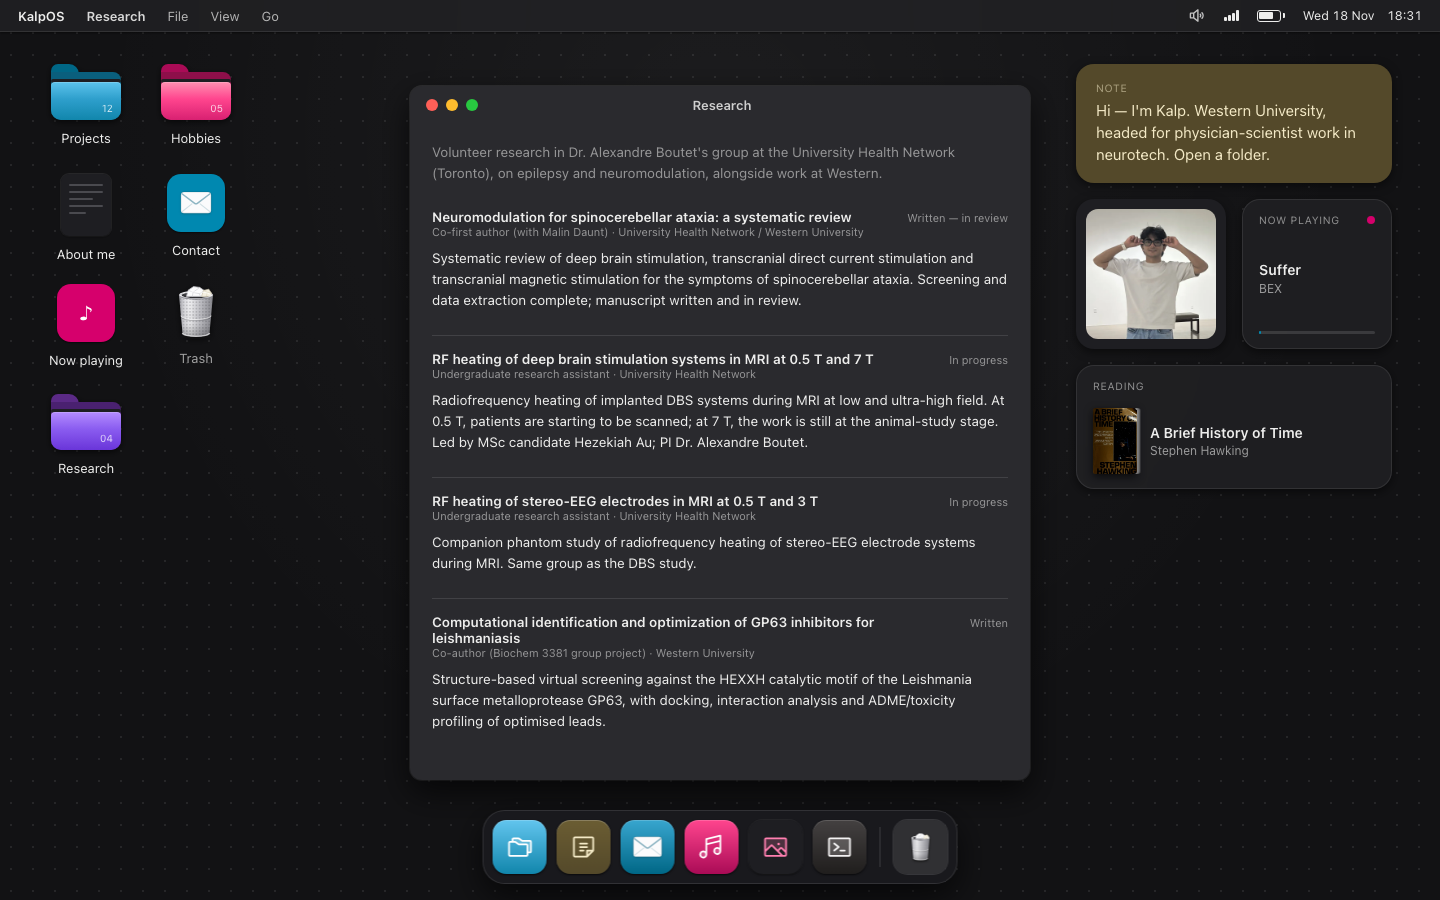 KalpOS Research File View Go
Wed 18 Nov 18:31
12
Projects
05
Hobbies
About me
Contact
Now playing
Trash
04
Research
Research
Volunteer research in Dr. Alexandre Boutet's group at the University Health Network
(Toronto), on epilepsy and neuromodulation, alongside work at Western.
Neuromodulation for spinocerebellar ataxia: a systematic review
Written — in review
Co-first author (with Malin Daunt) · University Health Network / Western University
Systematic review of deep brain stimulation, transcranial direct current stimulation and
transcranial magnetic stimulation for the symptoms of spinocerebellar ataxia. Screening and
data extraction complete; manuscript written and in review.
RF heating of deep brain stimulation systems in MRI at 0.5 T and 7 T
In progress
Undergraduate research assistant · University Health Network
Radiofrequency heating of implanted DBS systems during MRI at low and ultra-high field. At
0.5 T, patients are starting to be scanned; at 7 T, the work is still at the animal-study stage.
Led by MSc candidate Hezekiah Au; PI Dr. Alexandre Boutet.
RF heating of stereo-EEG electrodes in MRI at 0.5 T and 3 T
In progress
Undergraduate research assistant · University Health Network
Companion phantom study of radiofrequency heating of stereo-EEG electrode systems
during MRI. Same group as the DBS study.
Computational identification and optimization of GP63 inhibitors for
leishmaniasis
Written
Co-author (Biochem 3381 group project) · Western University
Structure-based virtual screening against the HEXXH catalytic motif of the Leishmania
surface metalloprotease GP63, with docking, interaction analysis and ADME/toxicity
profiling of optimised leads.
NOTE
Hi — I'm Kalp. Western University,
headed for physician-scientist work in
neurotech. Open a folder.
NOW PLAYING
Suffer
BEX
READING
A BRIEF
HISTORY OF
TIME
STEPHEN
HAWKING
A Brief History of Time
Stephen Hawking